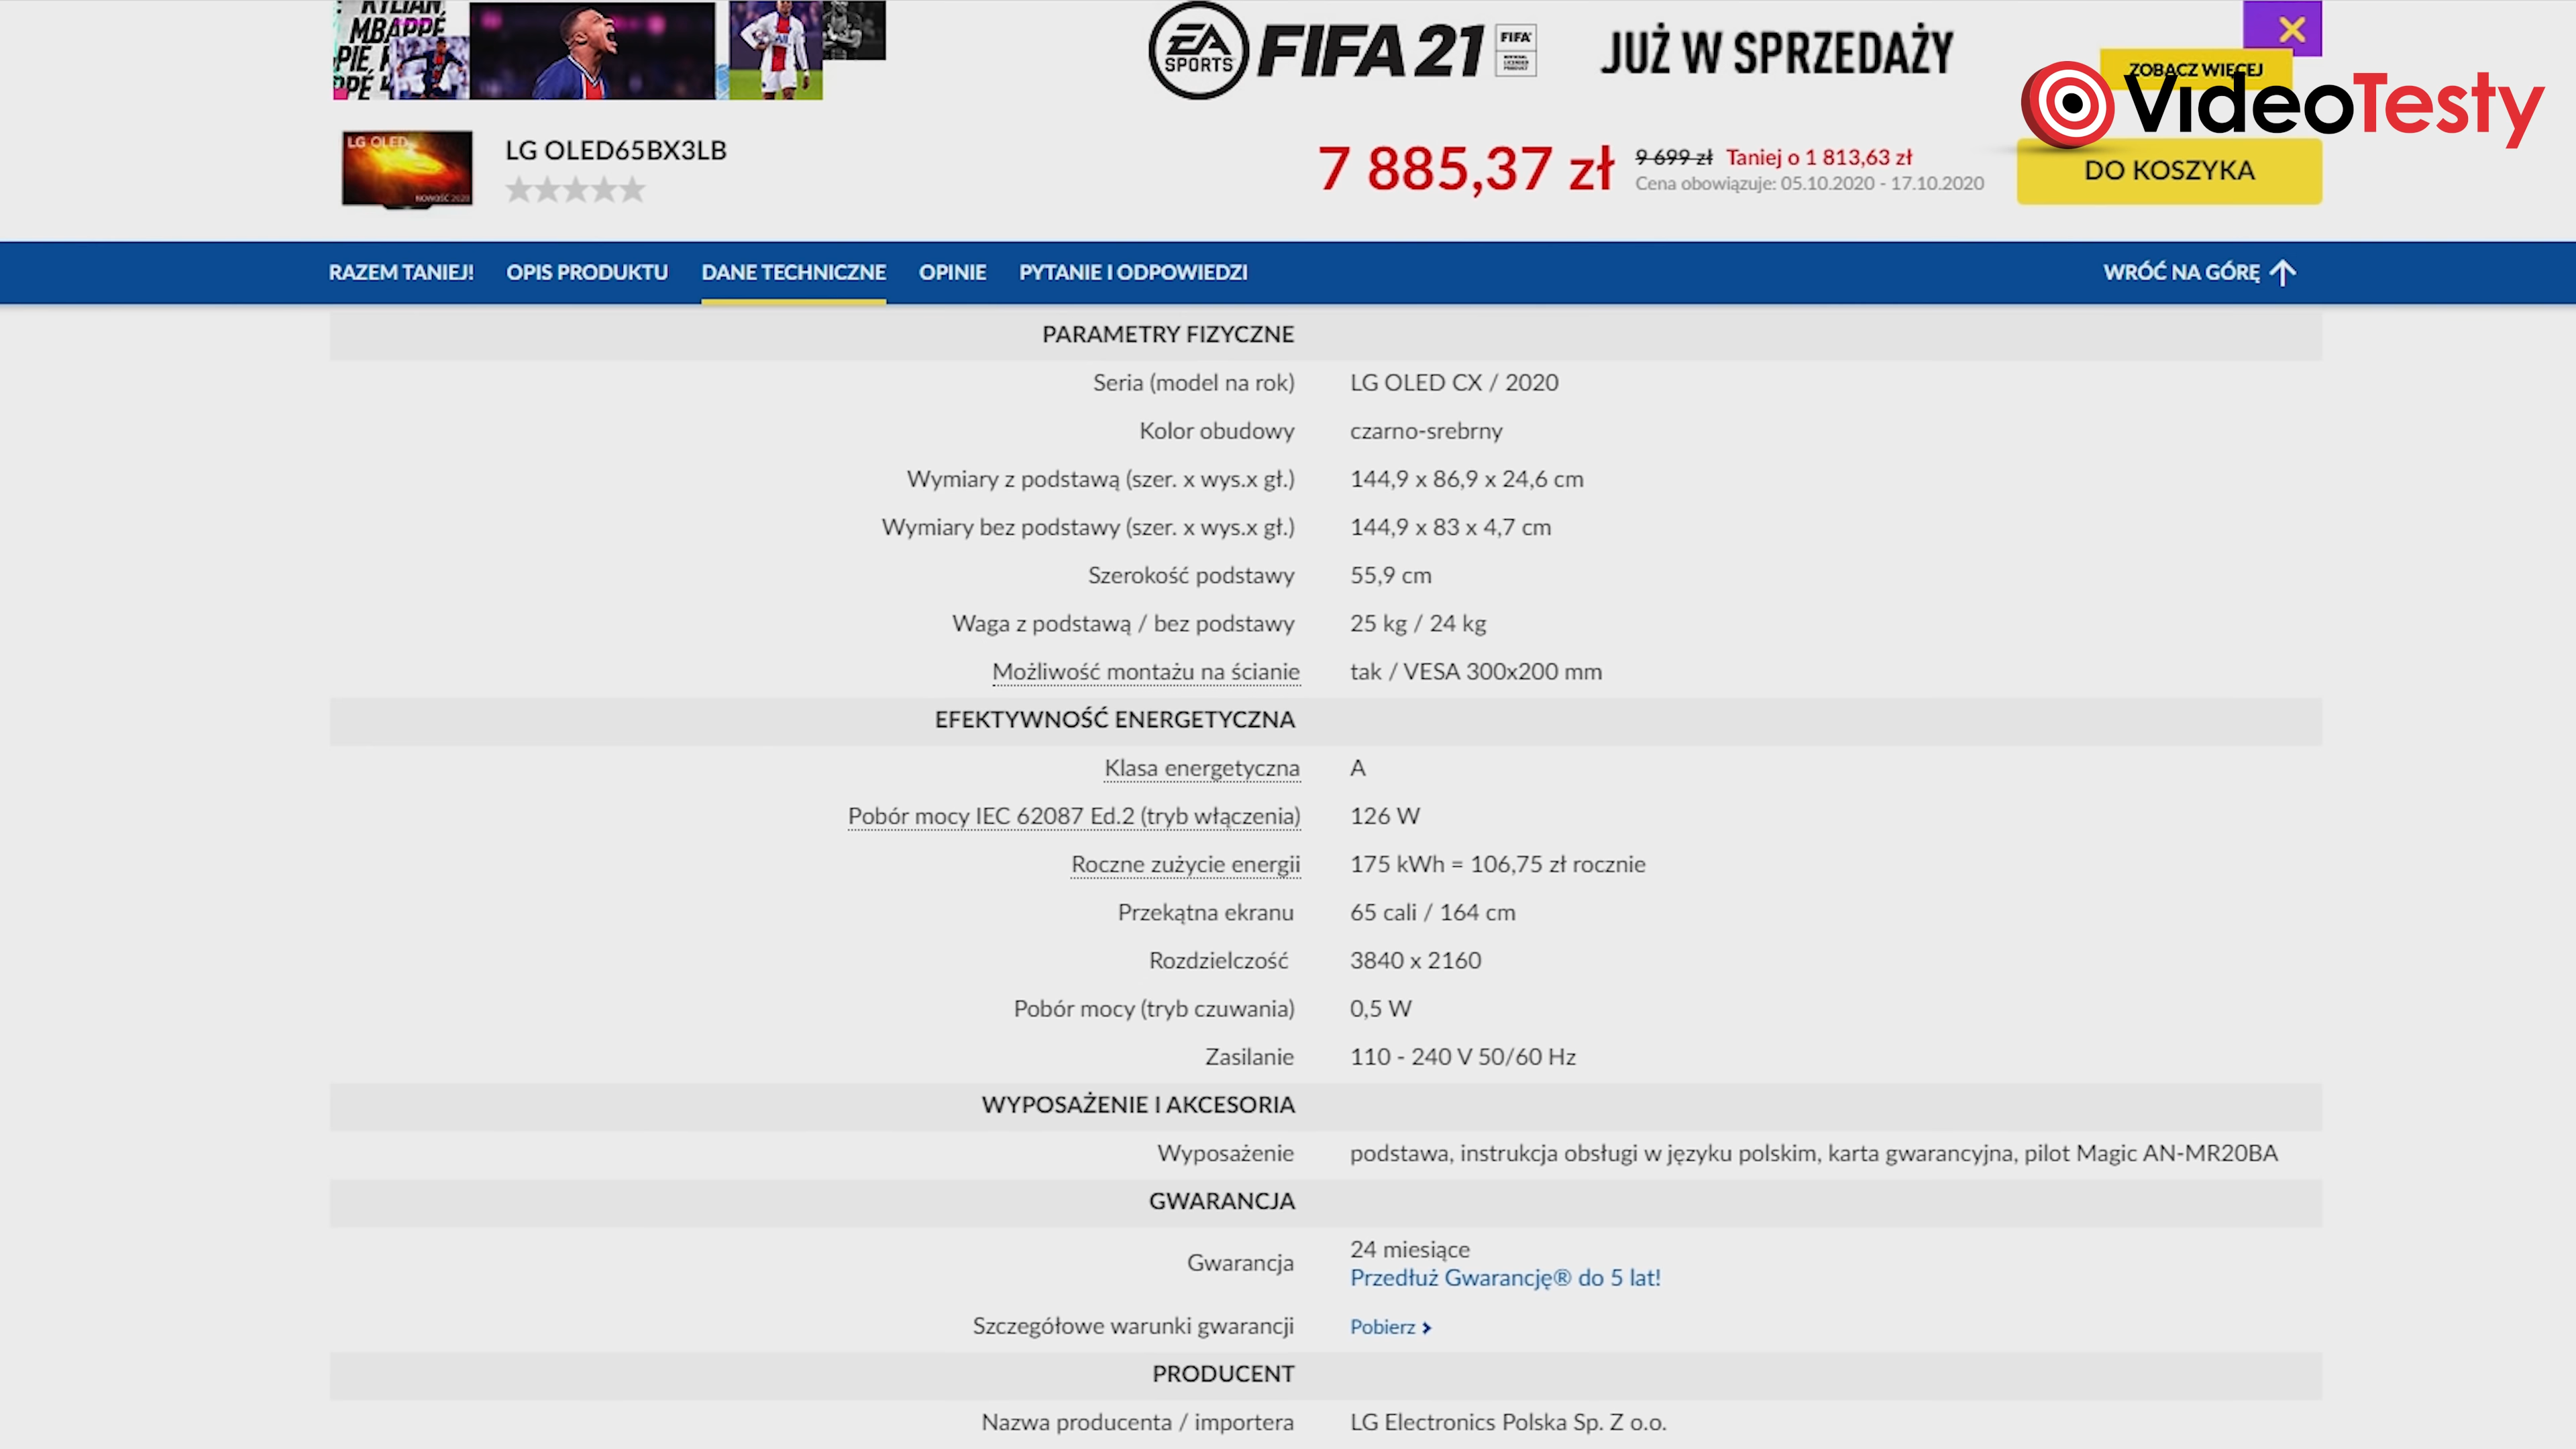 KYLIAN
MBAPPÉ
PIE,
PPÉ
EA
SPORTS
FIFA 21
FIFA
JUŻ W SPRZEDAŻY
ZOBACZ WIĘCEJ
VideoTesty
LG OLED
NOWOŚĆ 2020
LG OLED65BX3LB
7 885,37 zł
9 699 zł Taniej o 1 813,63 zł
Cena obowiązuje: 05.10.2020 - 17.10.2020
DO KOSZYKA
RAZEM TANIEJ! OPIS PRODUKTU DANE TECHNICZNE OPINIE PYTANIE I ODPOWIEDZI WRÓĆ NA GÓRĘ
PARAMETRY FIZYCZNE
Seria (model na rok) LG OLED CX / 2020
Kolor obudowy czarno-srebrny
Wymiary z podstawą (szer. x wys.x gł.) 144,9 x 86,9 x 24,6 cm
Wymiary bez podstawy (szer. x wys.x gł.) 144,9 x 83 x 4,7 cm
Szerokość podstawy 55,9 cm
Waga z podstawą / bez podstawy 25 kg / 24 kg
Możliwość montażu na ścianie tak / VESA 300x200 mm
EFEKTYWNOŚĆ ENERGETYCZNA
Klasa energetyczna A
Pobór mocy IEC 62087 Ed.2 (tryb włączenia) 126 W
Roczne zużycie energii 175 kWh = 106,75 zł rocznie
Przekątna ekranu 65 cali / 164 cm
Rozdzielczość 3840 x 2160
Pobór mocy (tryb czuwania) 0,5 W
Zasilanie 110 - 240 V 50/60 Hz
WYPOSAŻENIE I AKCESORIA
Wyposażenie podstawa, instrukcja obsługi w języku polskim, karta gwarancyjna, pilot Magic AN-MR20BA
GWARANCJA
Gwarancja 24 miesiące
Przedłuż Gwarancję® do 5 lat!
Szczegółowe warunki gwarancji Pobierz
PRODUCENT
Nazwa producenta / importera LG Electronics Polska Sp. Z o.o.